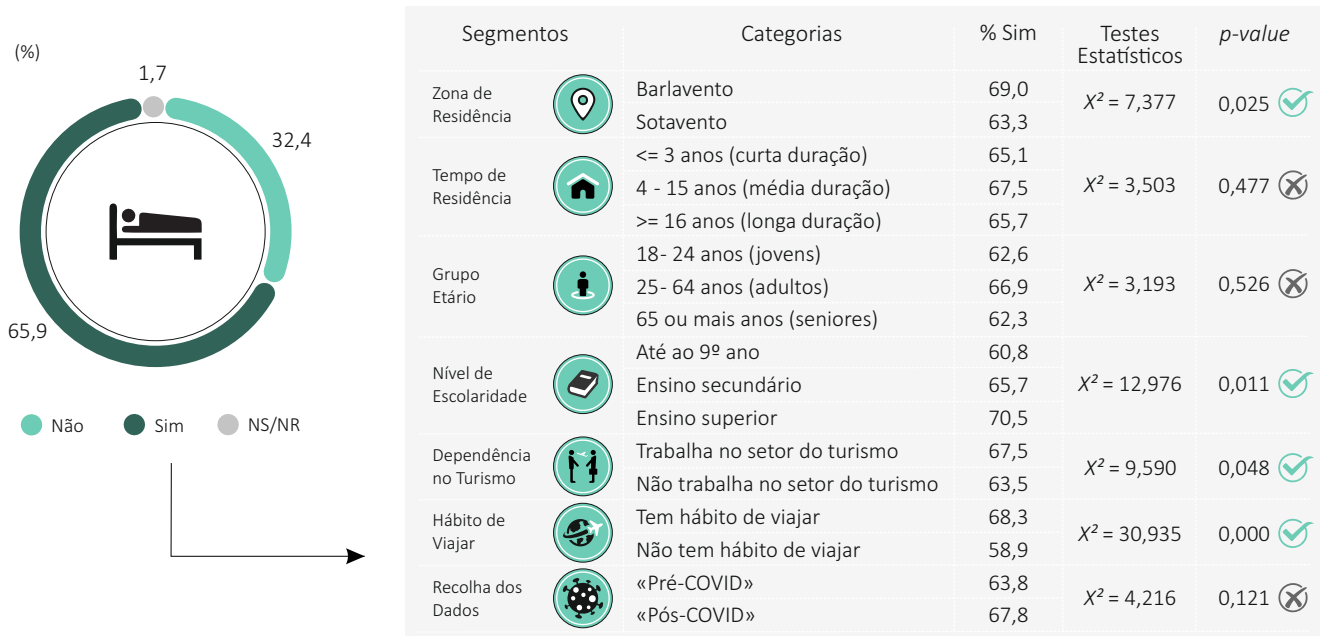 (%)
1,7
32,4
65,9
Não
Sim
NS/NR
Segmentos
Categorias
% Sim
Testes
Estatísticos
p-value
Zona de
Residência
Barlavento
69,0
Sotavento
63,3
X² = 7,377
0,025
Tempo de
Residência
<= 3 anos (curta duração)
65,1
4 - 15 anos (média duração)
67,5
>= 16 anos (longa duração)
65,7
X² = 3,503
0,477
Grupo
Etário
18- 24 anos (jovens)
62,6
25- 64 anos (adultos)
66,9
65 ou mais anos (seniores)
62,3
X² = 3,193
0,526
Nível de
Escolaridade
Até ao 9º ano
60,8
Ensino secundário
65,7
Ensino superior
70,5
X² = 12,976
0,011
Dependência
no Turismo
Trabalha no setor do turismo
67,5
Não trabalha no setor do turismo
63,5
X² = 9,590
0,048
Hábito de
Viajar
Tem hábito de viajar
68,3
Não tem hábito de viajar
58,9
X² = 30,935
0,000
Recolha dos
Dados
«Pré-COVID»
63,8
«Pós-COVID»
67,8
X² = 4,216
0,121